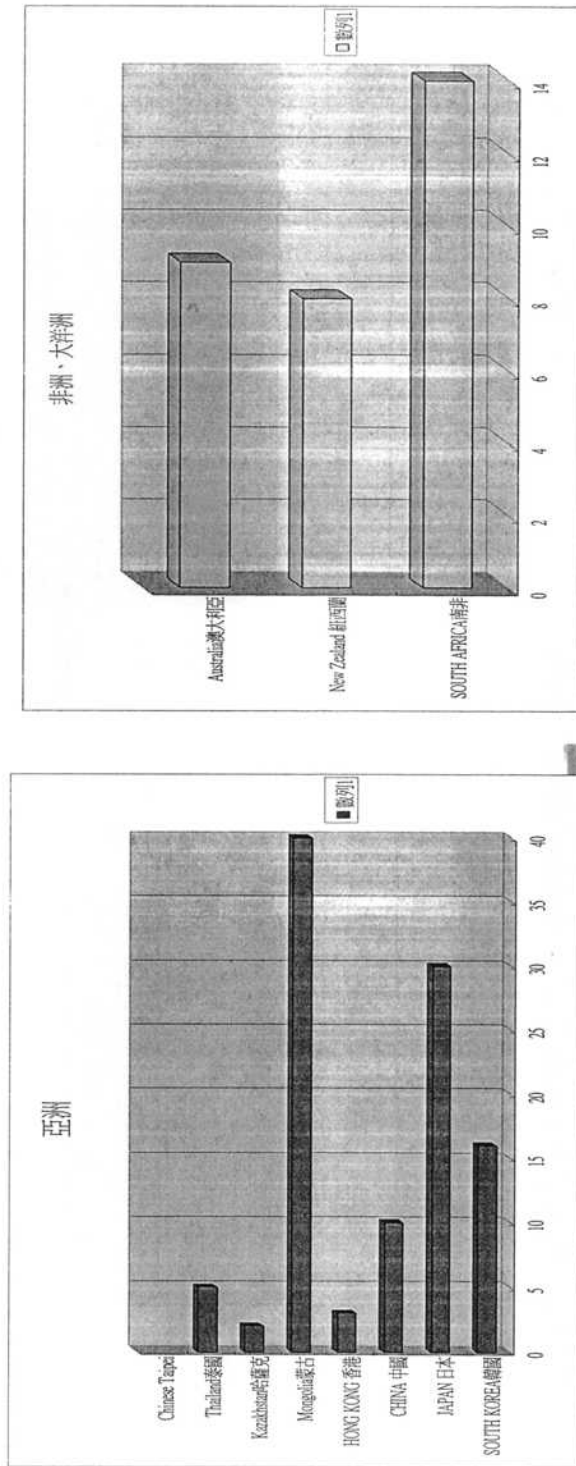 亞洲
Chinese Taipei
Thailand泰國
Kazakhstan哈薩克
Mongolia蒙古
HONG KONG 香港
CHINA 中國
JAPAN 日本
SOUTH KOREA韓國
0 5 10 15 20 25 30 35 40
數列1
非洲、大洋洲
Australia澳大利亞
New Zealand 紐西蘭
SOUTH AFRICA南非
0 2 4 6 8 10 12 14
數列1